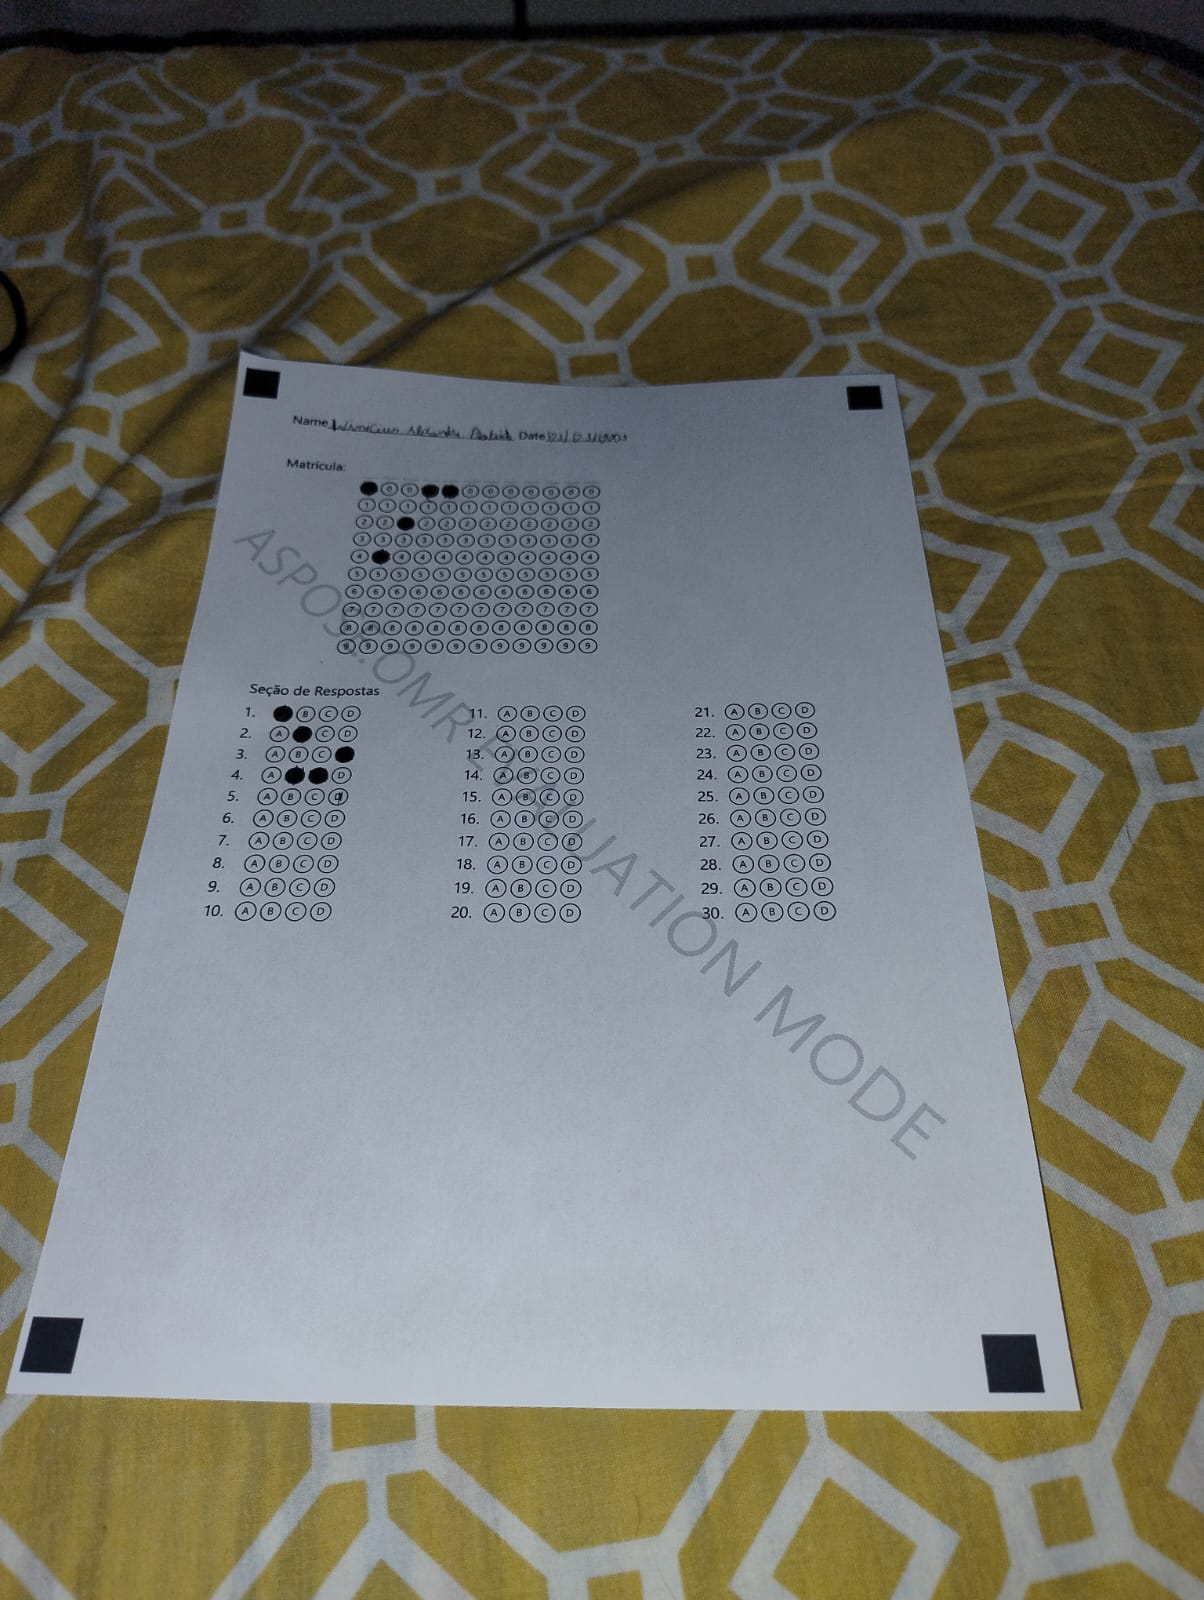 Name Date
Matrícula:
0 0 0 0 0 0 0 0 0
1 1 1 1 1 1 1 1 1 1 1 1
2 2 2 2 2 2 2 2 2 2 2
3 3 3 3 3 3 3 3 3 3 3 3
4 4 4 4 4 4 4 4 4 4 4
5 5 5 5 5 5 5 5 5 5 5 5
6 6 6 6 6 6 6 6 6 6 6 6
7 7 7 7 7 7 7 7 7 7 7 7
8 8 8 8 8 8 8 8 8 8 8 8
9 9 9 9 9 9 9 9 9 9 9 9
ASPOSE.OMR EVALUATION MODE
Seção de Respostas
1. B C D
2. A C D
3. A B C
4. A D
5. A B C D
6. A B C D
7. A B C D
8. A B C D
9. A B C D
10. A B C D
11. A B C D
12. A B C D
13. A B C D
14. A B C D
15. A B C D
16. A B C D
17. A B C D
18. A B C D
19. A B C D
20. A B C D
21. A B C D
22. A B C D
23. A B C D
24. A B C D
25. A B C D
26. A B C D
27. A B C D
28. A B C D
29. A B C D
30. A B C D